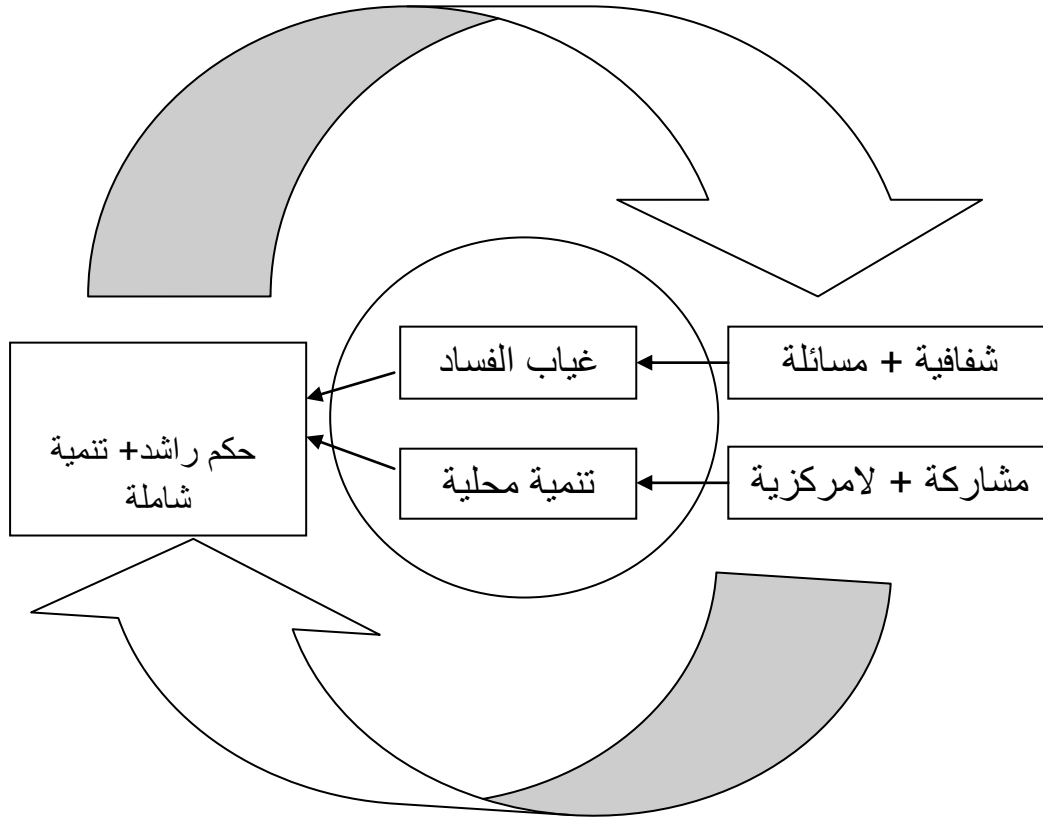 شفافية + مسائلة
غياب الفساد
حكم راشد+ تنمية
شاملة
مشاركة + لامركزية
تنمية محلية